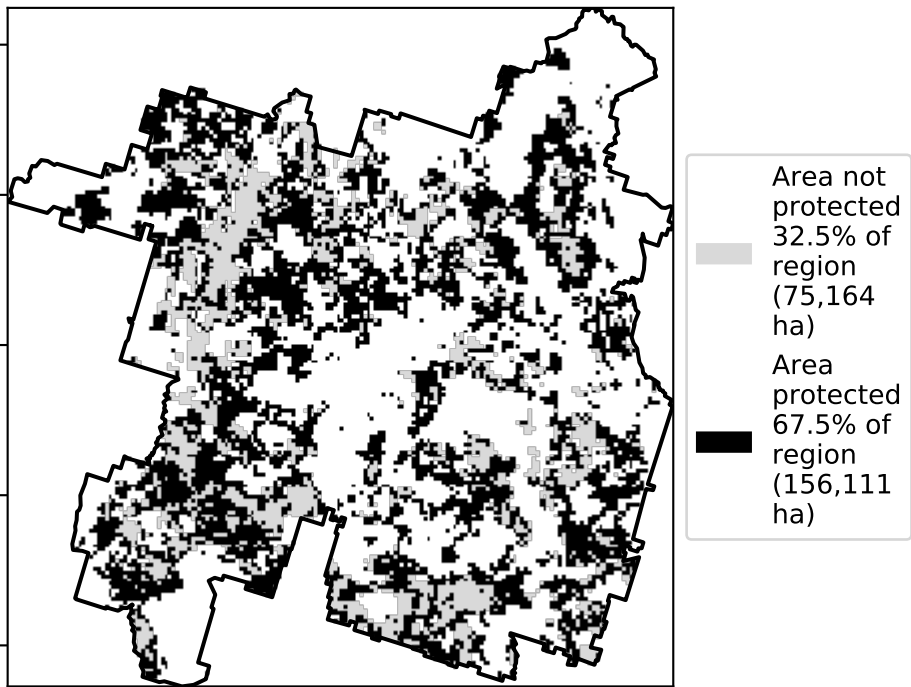 Area not
protected
32.5% of
region
(75,164
ha)
Area
protected
67.5% of
region
(156,111
ha)